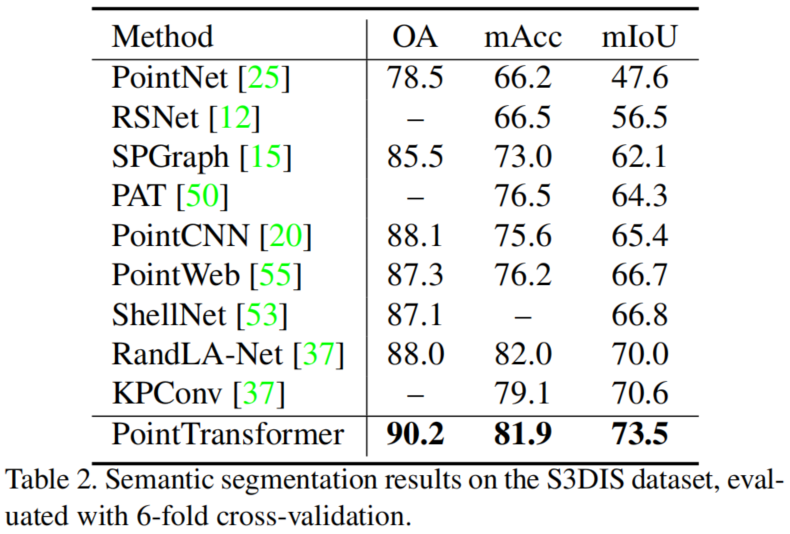 Method OA mAcc mIoU
PointNet [25] 78.5 66.2 47.6
RSNet [12] – 66.5 56.5
SPGraph [15] 85.5 73.0 62.1
PAT [50] – 76.5 64.3
PointCNN [20] 88.1 75.6 65.4
PointWeb [55] 87.3 76.2 66.7
ShellNet [53] 87.1 – 66.8
RandLA-Net [37] 88.0 82.0 70.0
KPConv [37] – 79.1 70.6
PointTransformer 90.2 81.9 73.5
Table 2. Semantic segmentation results on the S3DIS dataset, eval-
uated with 6-fold cross-validation.